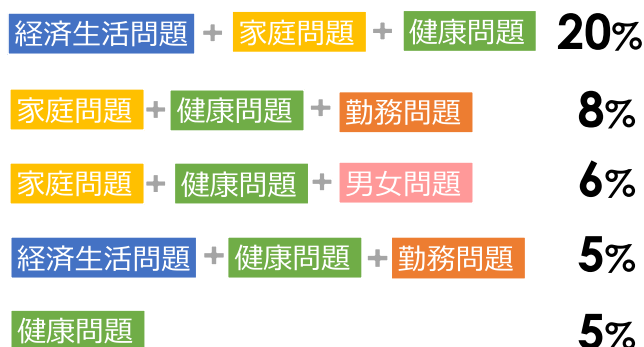 経済生活問題 + 家庭問題 + 健康問題 20%
家庭問題 + 健康問題 + 勤務問題 8%
家庭問題 + 健康問題 + 男女問題 6%
経済生活問題 + 健康問題 + 勤務問題 5%
健康問題 5%